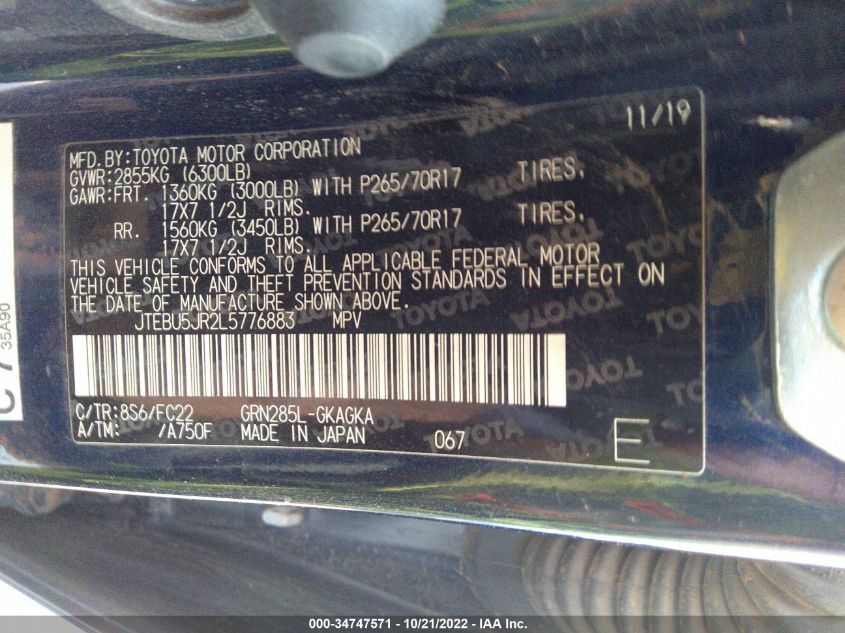 11/19
MFD.BY:TOYOTA MOTOR CORPORATION
GVWR:2855KG (6300LB)
GAWR:FRT. 1360KG (3000LB) WITH P265/70R17 TIRES,
17X7 1/2J RIMS.
RR. 1560KG (3450LB) WITH P265/70R17 TIRES,
17X7 1/2J RIMS.
THIS VEHICLE CONFORMS TO ALL APPLICABLE FEDERAL MOTOR
VEHICLE SAFETY AND THEFT PREVENTION STANDARDS IN EFFECT ON
THE DATE OF MANUFACTURE SHOWN ABOVE.
JTEBU5JR2L5776883 MPV
C/TR:8S6/FC22 GRN285L-GKAGKA
A/TM: /A750F MADE IN JAPAN 067 E
35A90
000-34747571 - 10/21/2022 - IAA Inc.